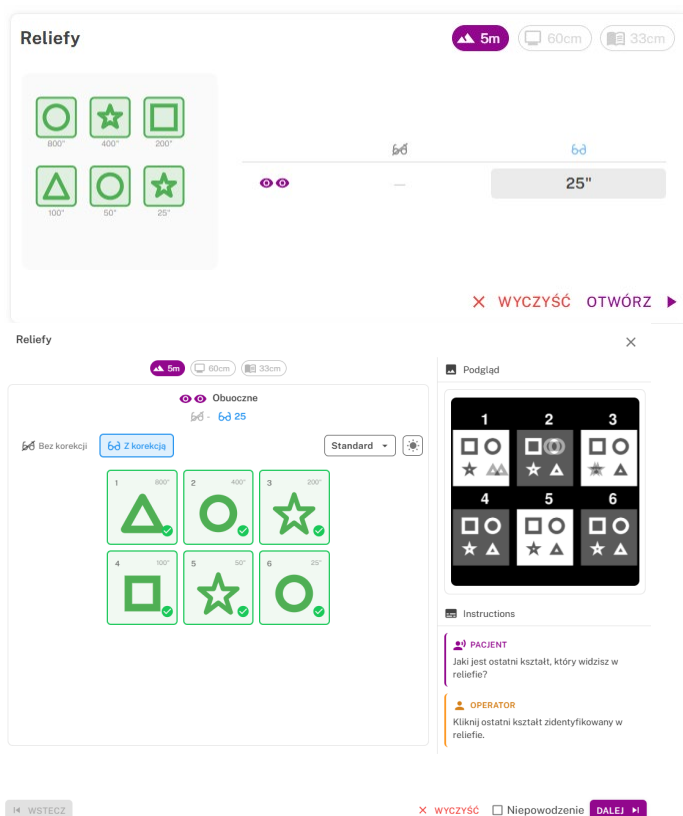 Reliefy
5m 60cm 33cm
800" 400" 200"
100" 50" 25"
— 25"
WYCZYŚĆ OTWÓRZ
Reliefy
5m 60cm 33cm
Obuoczne
- 25
Bez korekcji Z korekcją Standard
1 800" 2 400" 3 200"
4 100" 5 50" 6 25"
Podgląd
1 2 3
4 5 6
Instructions
PACJENT
Jaki jest ostatni kształt, który widzisz w
reliefie?
OPERATOR
Kliknij ostatni kształt zidentyfikowany w
reliefie.
WSTECZ WYCZYŚĆ Niepowodzenie DALEJ